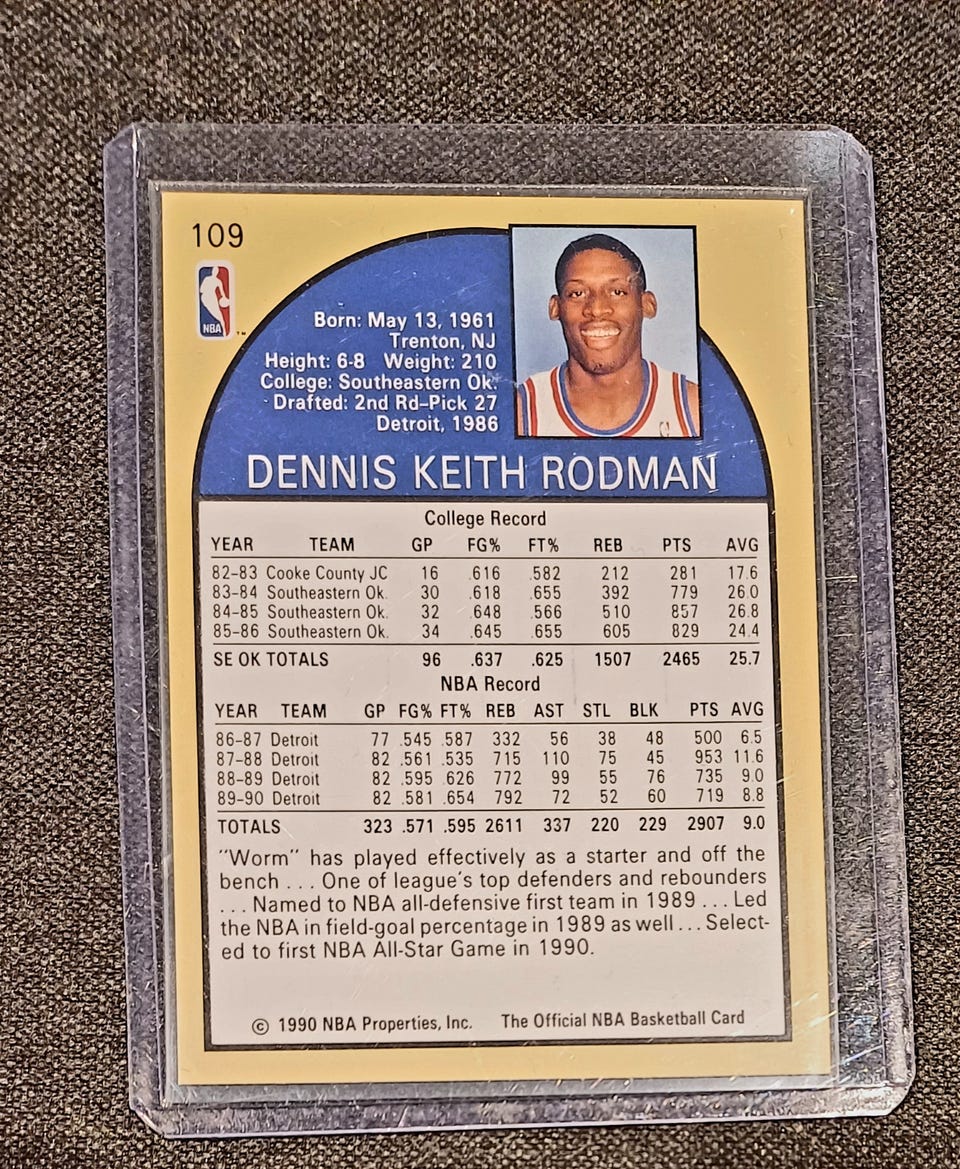 109
NBA
™
Born: May 13, 1961
Trenton, NJ
Height: 6-8 Weight: 210
College: Southeastern Ok.
Drafted: 2nd Rd–Pick 27
Detroit, 1986
DENNIS KEITH RODMAN
College Record
YEAR TEAM GP FG% FT% REB PTS AVG
82–83 Cooke County JC 16 .616 .582 212 281 17.6
83–84 Southeastern Ok. 30 .618 .655 392 779 26.0
84–85 Southeastern Ok. 32 .648 .566 510 857 26.8
85–86 Southeastern Ok. 34 .645 .655 605 829 24.4
SE OK TOTALS 96 .637 .625 1507 2465 25.7
NBA Record
YEAR TEAM GP FG% FT% REB AST STL BLK PTS AVG
86–87 Detroit 77 .545 .587 332 56 38 48 500 6.5
87–88 Detroit 82 .561 .535 715 110 75 45 953 11.6
88–89 Detroit 82 .595 .626 772 99 55 76 735 9.0
89–90 Detroit 82 .581 .654 792 72 52 60 719 8.8
TOTALS 323 .571 .595 2611 337 220 229 2907 9.0
"Worm" has played effectively as a starter and off the
bench . . . One of league's top defenders and rebounders
. . . Named to NBA all-defensive first team in 1989 . . . Led
the NBA in field-goal percentage in 1989 as well . . . Select-
ed to first NBA All-Star Game in 1990.
© 1990 NBA Properties, Inc. The Official NBA Basketball Card